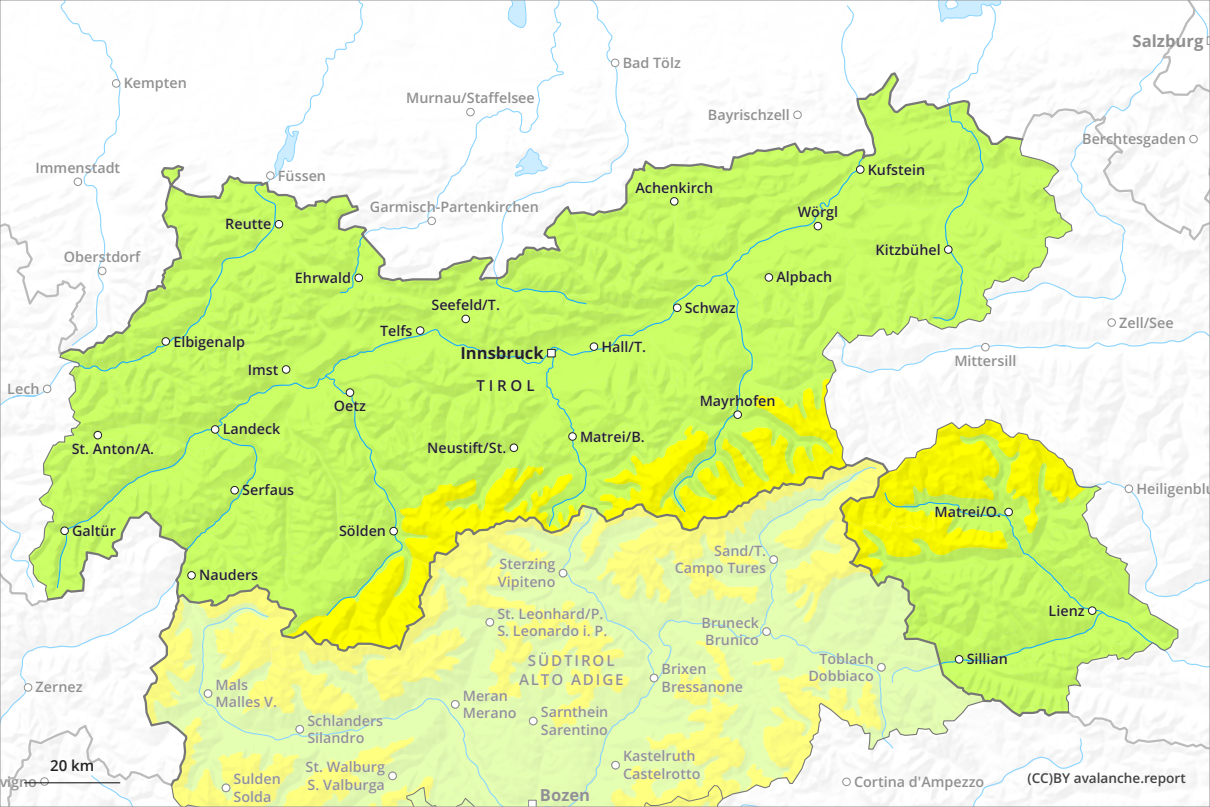 Salzburg
Bad Tölz
Kempten
Murnau/Staffelsee
Bayrischzell
Berchtesgaden
Immenstadt
Füssen
Kufstein
Achenkirch
Garmisch-Partenkirchen
Wörgl
Reutte
Kitzbühel
Oberstdorf
Ehrwald
Alpbach
Seefeld/T.
Schwaz
Telfs
Zell/See
Elbigenalp
Innsbruck
Hall/T.
Mittersill
Imst
TIROL
Lech
Oetz
Mayrhofen
Landeck
Matrei/B.
St. Anton/A.
Neustift/St.
Serfaus
Heiligenblu
Matrei/O.
Galtür
Sölden
Sterzing
Vipiteno
Sand/T.
Campo Tures
Nauders
St. Leonhard/P.
S. Leonardo i. P.
Lienz
Bruneck
Brunico
SÜDTIROL
ALTO ADIGE
Sillian
Toblach
Dobbiaco
Brixen
Bressanone
Zernez
Mals
Malles V.
Meran
Merano
Sarnthein
Sarentino
Schlanders
Silandro
Kastelruth
Castelrotto
20 km
St. Walburg
S. Valburga
Sulden
Solda
vigno
Cortina d'Ampezzo
(CC)BY avalanche.report
Bozen